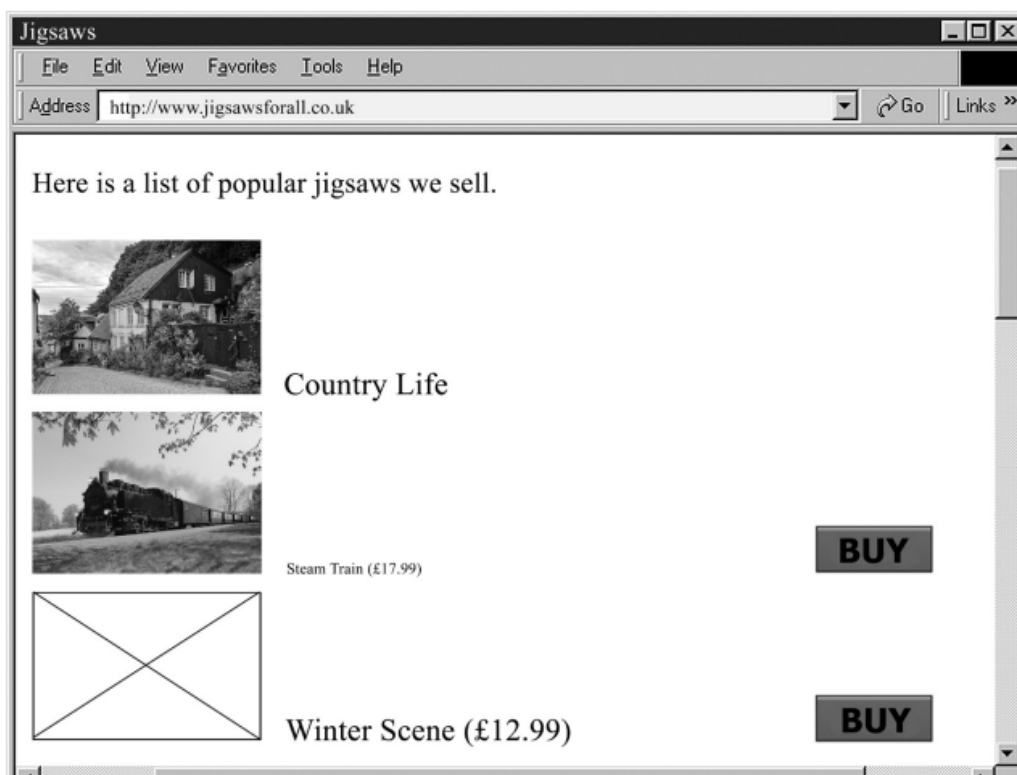 Jigsaws
File Edit View Favorites Tools Help
Address http://www.jigsawsforall.co.uk Go Links »
Here is a list of popular jigsaws we sell.
Country Life
Steam Train (£17.99) BUY
Winter Scene (£12.99) BUY